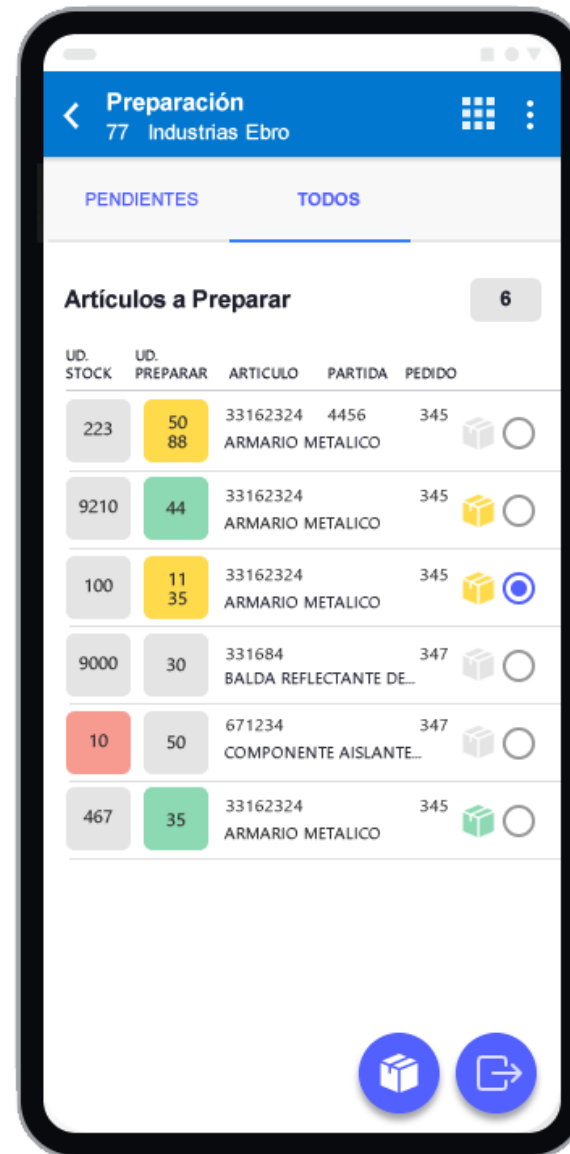 Preparación
77 Industrias Ebro
PENDIENTES TODOS
Artículos a Preparar 6
UD. STOCK UD. PREPARAR ARTICULO PARTIDA PEDIDO
223 50 88 33162324 4456 345
ARMARIO METALICO
9210 44 33162324 345
ARMARIO METALICO
100 11 35 33162324 345
ARMARIO METALICO
9000 30 331684 347
BALDA REFLECTANTE DE...
10 50 671234 347
COMPONENTE AISLANTE...
467 35 33162324 345
ARMARIO METALICO